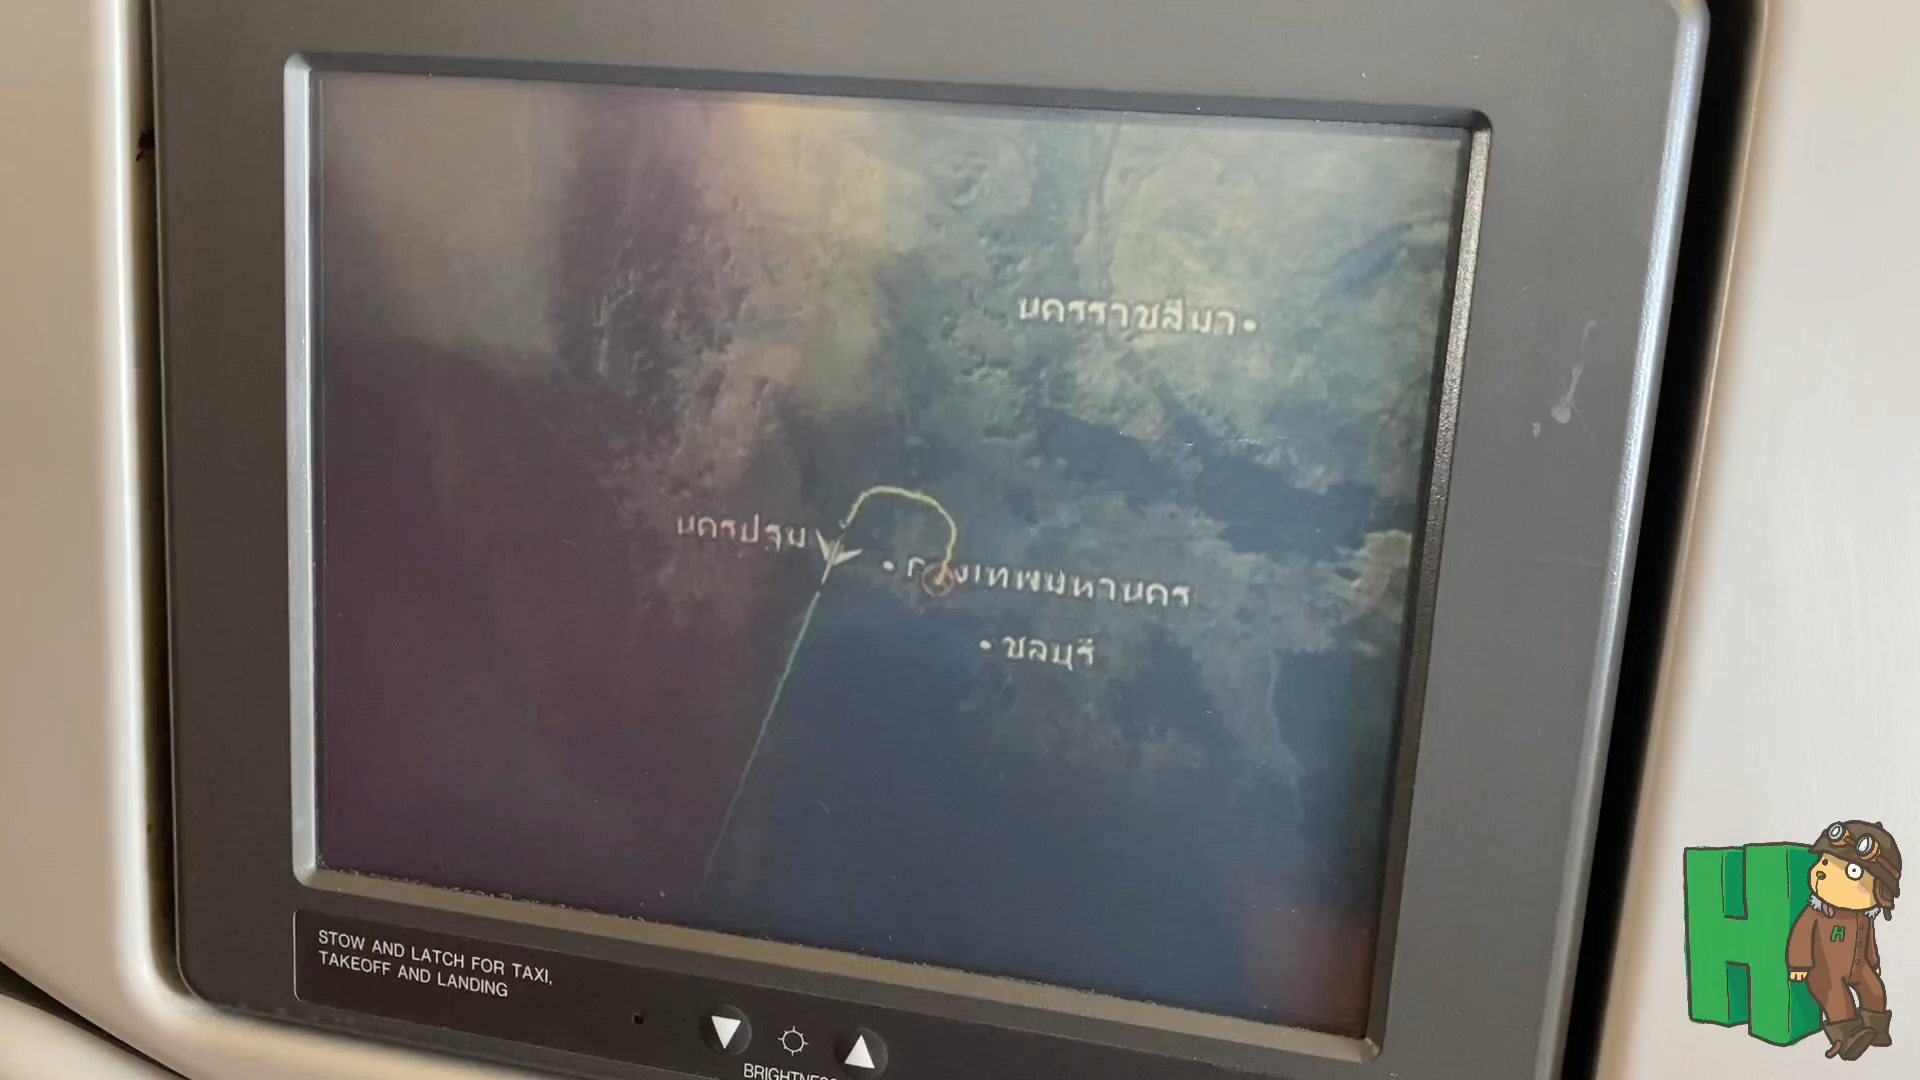 นครราชสีมา
นครปฐม
กรุงเทพมหานคร
ชลบุรี
STOW AND LATCH FOR TAXI,
TAKEOFF AND LANDING
H
H